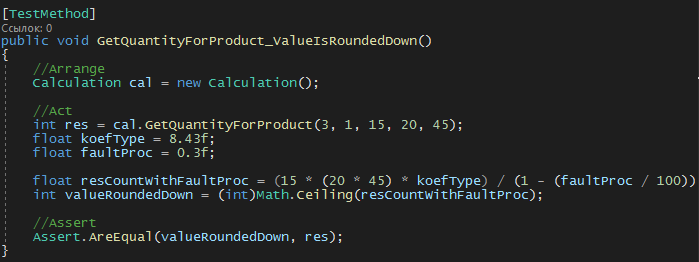 [TestMethod]
Ссылок: 0
public void GetQuantityForProduct_ValueIsRoundedDown()
{
//Arrange
Calculation cal = new Calculation();
//Act
int res = cal.GetQuantityForProduct(3, 1, 15, 20, 45);
float koefType = 8.43f;
float faultProc = 0.3f;
float resCountWithFaultProc = (15 * (20 * 45) * koefType) / (1 - (faultProc / 100))
int valueRoundedDown = (int)Math.Ceiling(resCountWithFaultProc);
//Assert
Assert.AreEqual(valueRoundedDown, res);
}